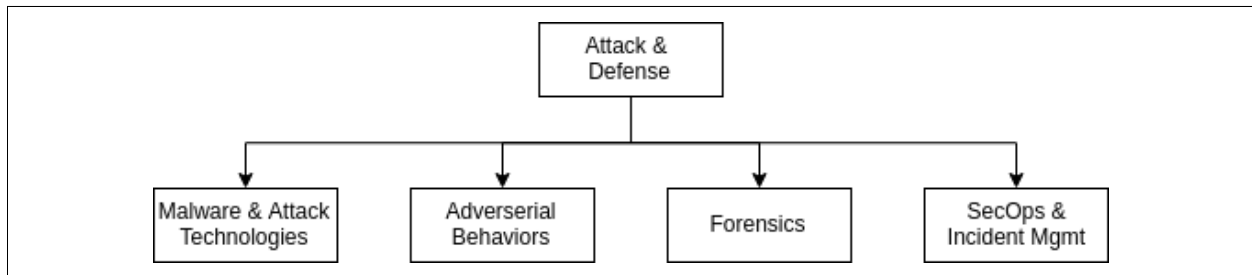 Attack &
Defense
Malware & Attack
Technologies
Adverserial
Behaviors
Forensics
SecOps &
Incident Mgmt